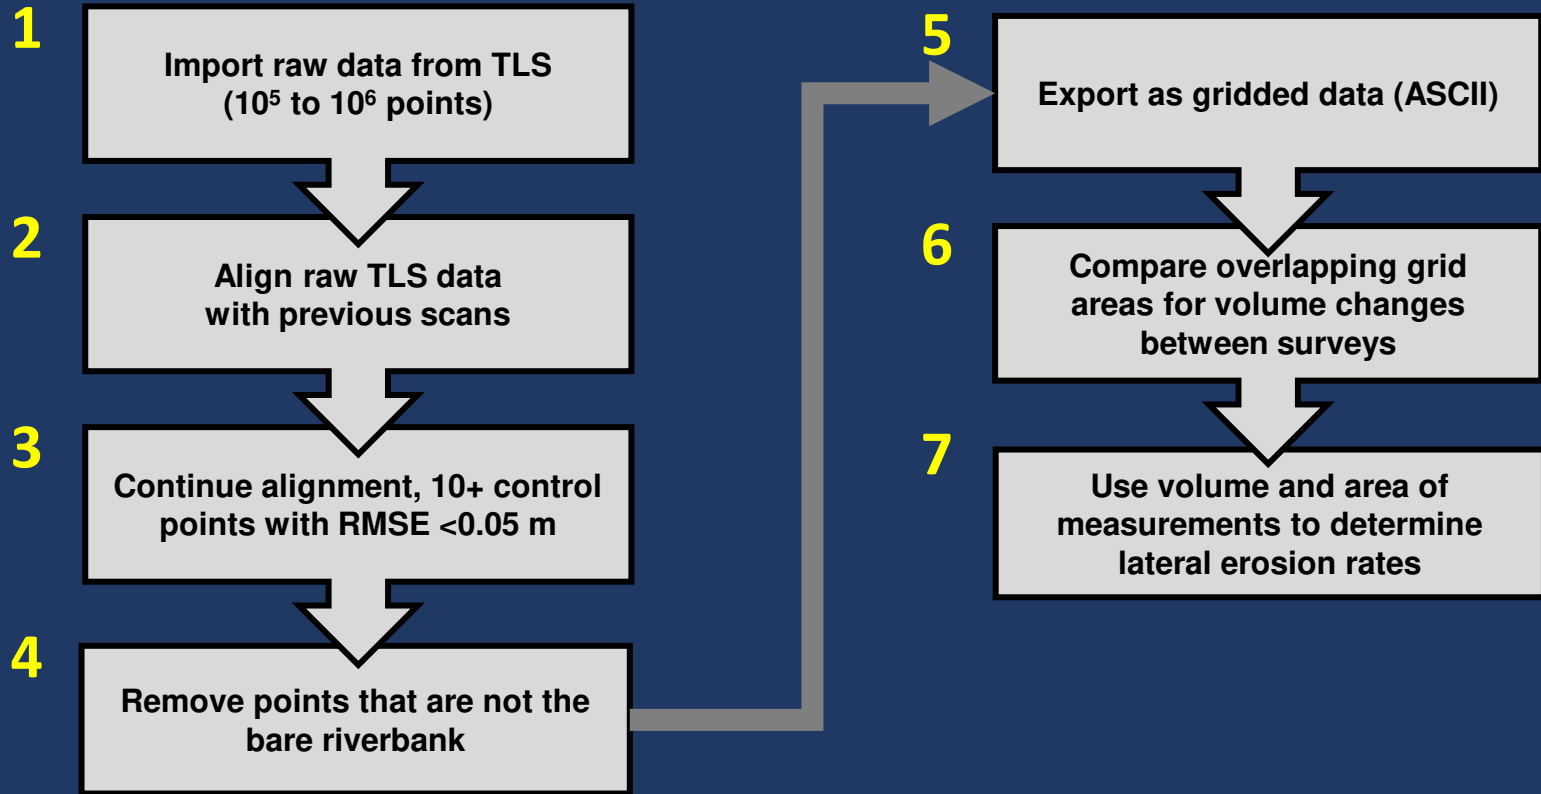 1
Import raw data from TLS
(10⁵ to 10⁶ points)
2
Align raw TLS data
with previous scans
3
Continue alignment, 10+ control
points with RMSE <0.05 m
4
Remove points that are not the
bare riverbank
5
Export as gridded data (ASCII)
6
Compare overlapping grid
areas for volume changes
between surveys
7
Use volume and area of
measurements to determine
lateral erosion rates